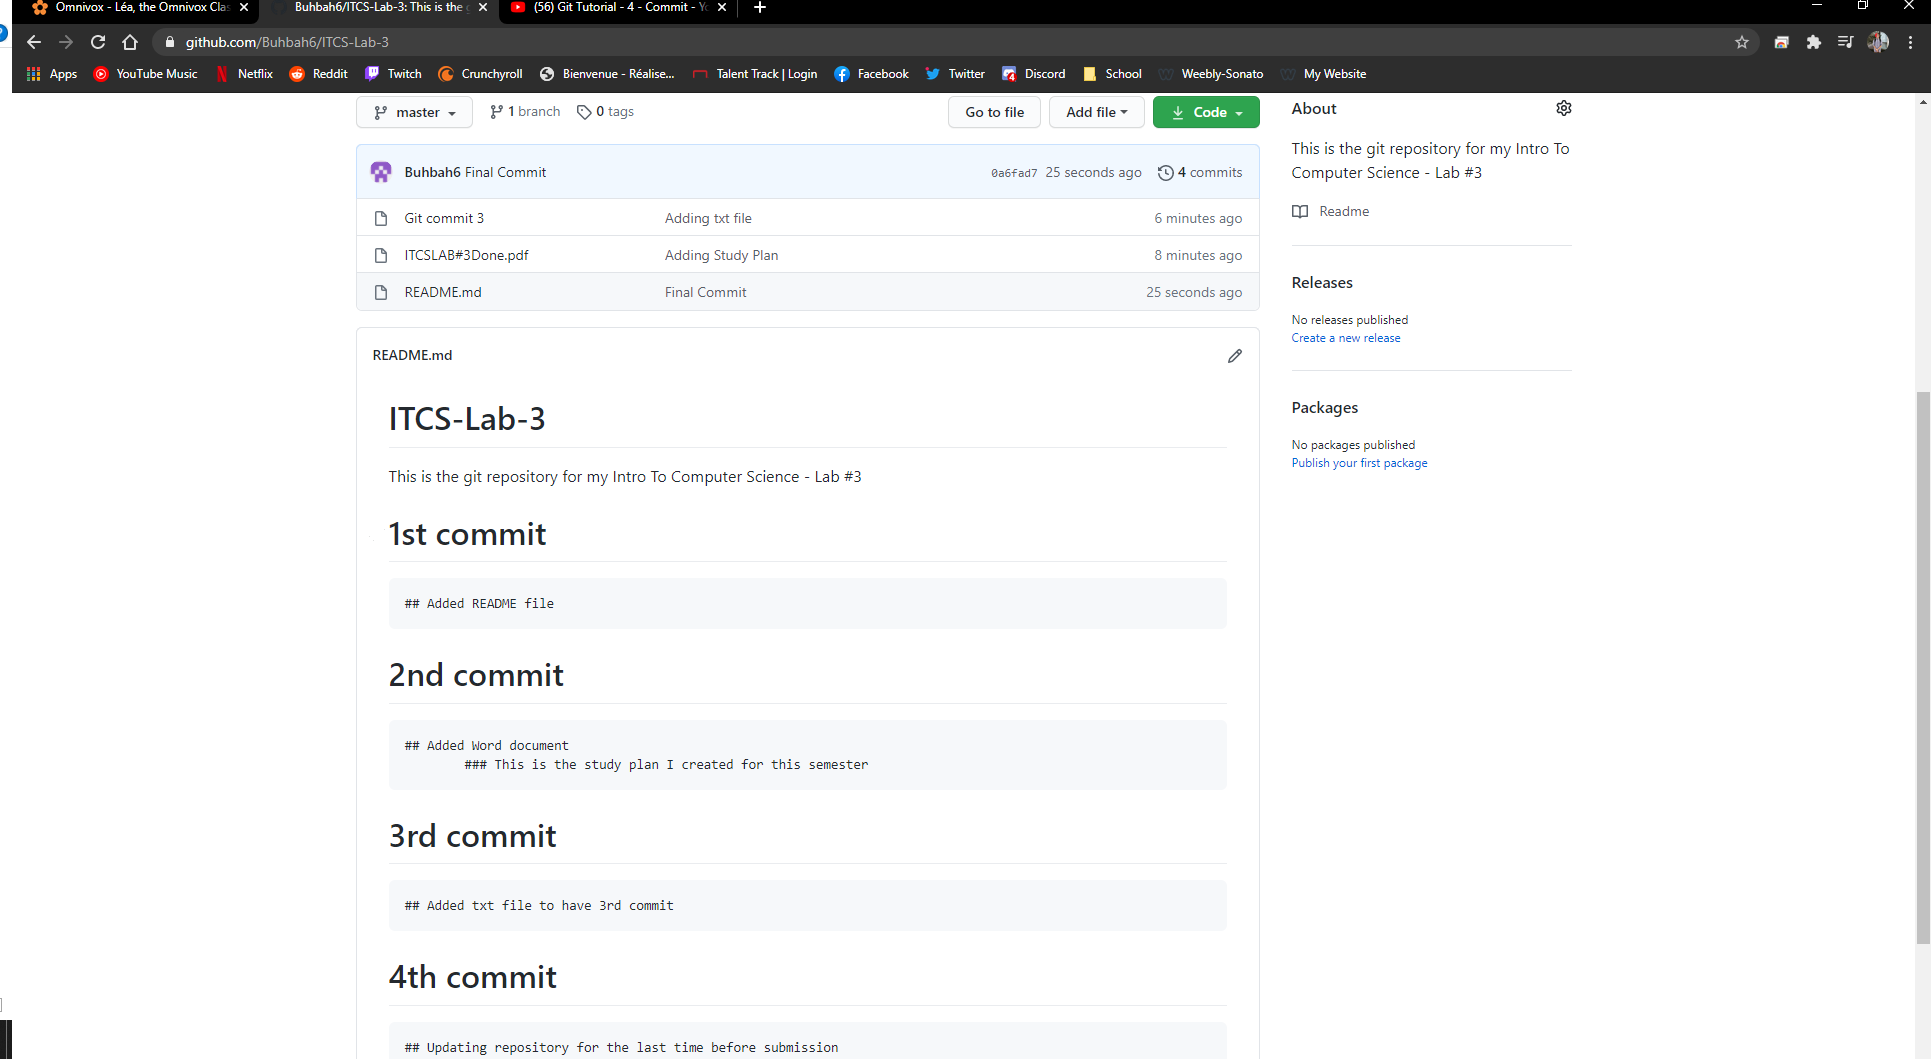 Omnivox - Léa, the Omnivox Clas
Buhbah6/ITCS-Lab-3: This is the g
(56) Git Tutorial - 4 - Commit - Yo
github.com/Buhbah6/ITCS-Lab-3
Apps YouTube Music Netflix Reddit Twitch Crunchyroll Bienvenue - Réalise... Talent Track | Login Facebook Twitter Discord School Weebly-Sonato My Website
master 1 branch 0 tags Go to file Add file Code
Buhbah6 Final Commit 0a6fad7 25 seconds ago 4 commits
Git commit 3 Adding txt file 6 minutes ago
ITCSLAB#3Done.pdf Adding Study Plan 8 minutes ago
README.md Final Commit 25 seconds ago
README.md
ITCS-Lab-3
This is the git repository for my Intro To Computer Science - Lab #3
1st commit
## Added README file
2nd commit
## Added Word document
### This is the study plan I created for this semester
3rd commit
## Added txt file to have 3rd commit
4th commit
## Updating repository for the last time before submission
About
This is the git repository for my Intro To
Computer Science - Lab #3
Readme
Releases
No releases published
Create a new release
Packages
No packages published
Publish your first package